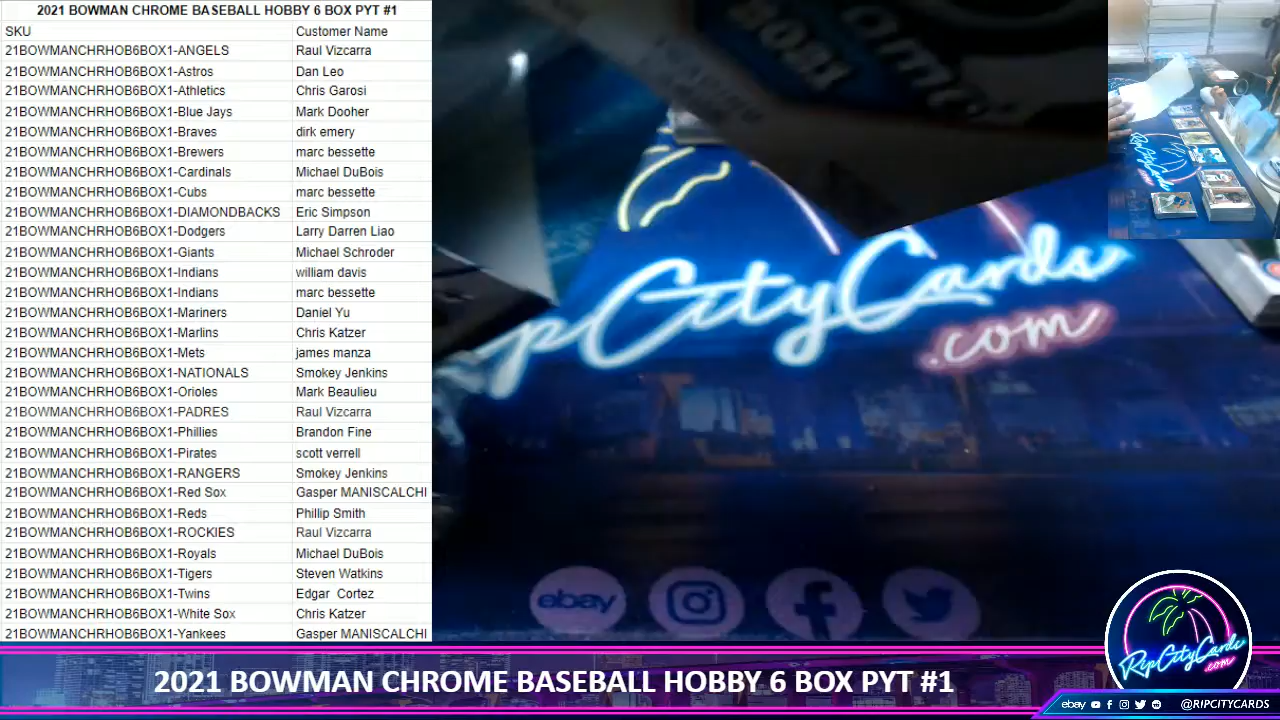 2021 BOWMAN CHROME BASEBALL HOBBY 6 BOX PYT #1
SKU Customer Name
21BOWMANCHRHOB6BOX1-ANGELS Raul Vizcarra
21BOWMANCHRHOB6BOX1-Astros Dan Leo
21BOWMANCHRHOB6BOX1-Athletics Chris Garosi
21BOWMANCHRHOB6BOX1-Blue Jays Mark Dooher
21BOWMANCHRHOB6BOX1-Braves dirk emery
21BOWMANCHRHOB6BOX1-Brewers marc bessette
21BOWMANCHRHOB6BOX1-Cardinals Michael DuBois
21BOWMANCHRHOB6BOX1-Cubs marc bessette
21BOWMANCHRHOB6BOX1-DIAMONDBACKS Eric Simpson
21BOWMANCHRHOB6BOX1-Dodgers Larry Darren Liao
21BOWMANCHRHOB6BOX1-Giants Michael Schroder
21BOWMANCHRHOB6BOX1-Indians william davis
21BOWMANCHRHOB6BOX1-Indians marc bessette
21BOWMANCHRHOB6BOX1-Mariners Daniel Yu
21BOWMANCHRHOB6BOX1-Marlins Chris Katzer
21BOWMANCHRHOB6BOX1-Mets james manza
21BOWMANCHRHOB6BOX1-NATIONALS Smokey Jenkins
21BOWMANCHRHOB6BOX1-Orioles Mark Beaulieu
21BOWMANCHRHOB6BOX1-PADRES Raul Vizcarra
21BOWMANCHRHOB6BOX1-Phillies Brandon Fine
21BOWMANCHRHOB6BOX1-Pirates scott verrell
21BOWMANCHRHOB6BOX1-RANGERS Smokey Jenkins
21BOWMANCHRHOB6BOX1-Red Sox Gasper MANISCALCHI
21BOWMANCHRHOB6BOX1-Reds Phillip Smith
21BOWMANCHRHOB6BOX1-ROCKIES Raul Vizcarra
21BOWMANCHRHOB6BOX1-Royals Michael DuBois
21BOWMANCHRHOB6BOX1-Tigers Steven Watkins
21BOWMANCHRHOB6BOX1-Twins Edgar Cortez
21BOWMANCHRHOB6BOX1-White Sox Chris Katzer
21BOWMANCHRHOB6BOX1-Yankees Gasper MANISCALCHI
pCityCards
.com
ebay
RipCityCards
RipCityCards
.com
2021 BOWMAN CHROME BASEBALL HOBBY 6 BOX PYT #1
ebay @RIPCITYCARDS